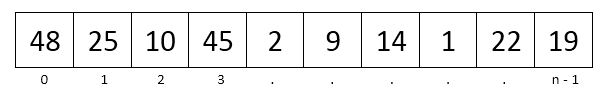 48 25 10 45 2 9 14 1 22 19
0 1 2 3 . . . . . n - 1